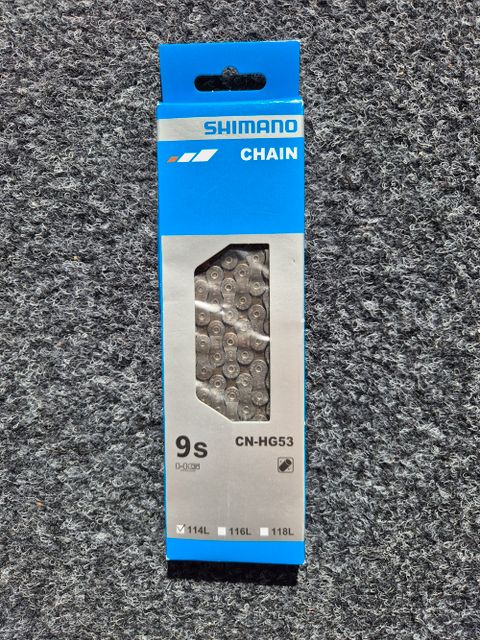 SHIMANO
CHAIN
9s
CN-HG53
114L 116L 118L